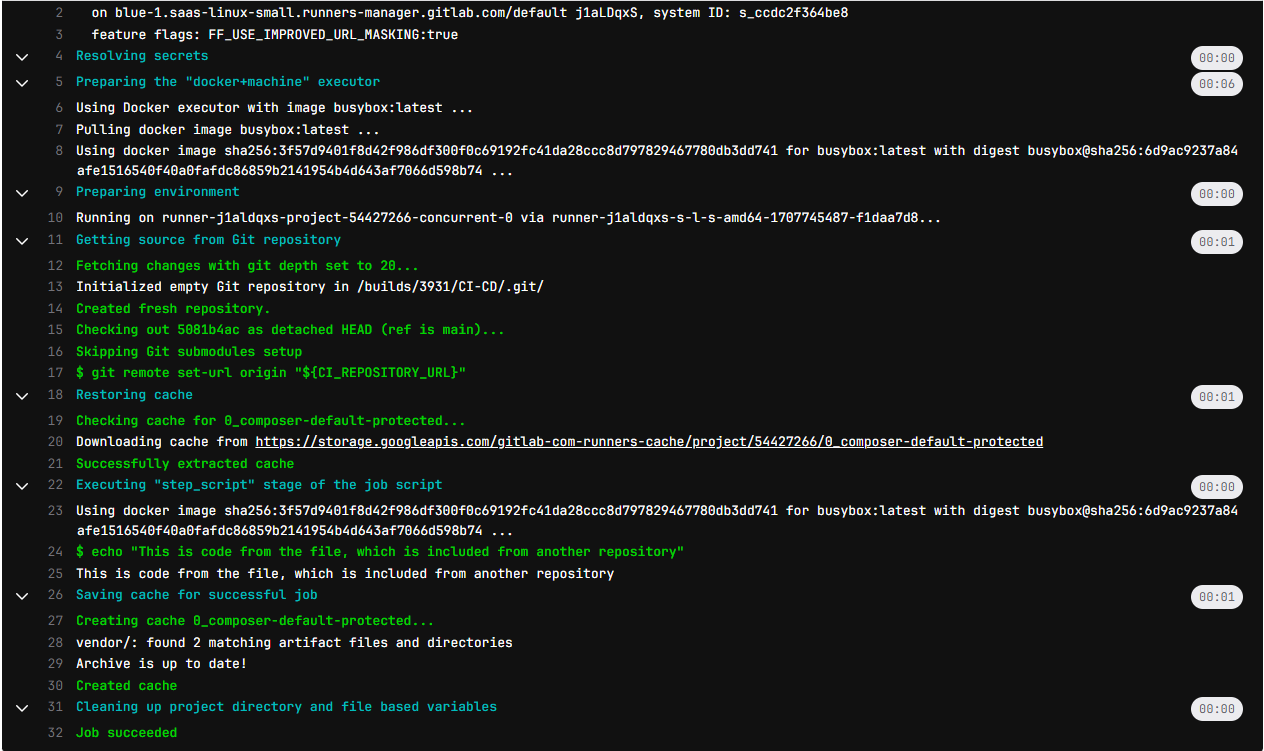 2 on blue-1.saas-linux-small.runners-manager.gitlab.com/default j1aLDqxS, system ID: s_ccdc2f364be8
3 feature flags: FF_USE_IMPROVED_URL_MASKING:true
4 Resolving secrets 00:00
5 Preparing the "docker+machine" executor 00:06
6 Using Docker executor with image busybox:latest ...
7 Pulling docker image busybox:latest ...
8 Using docker image sha256:3f57d9401f8d42f986df300f0c69192fc41da28ccc8d797829467780db3dd741 for busybox:latest with digest busybox@sha256:6d9ac9237a84
afe1516540f40a0fafdc86859b2141954b4d643af7066d598b74 ...
9 Preparing environment 00:00
10 Running on runner-j1aldqxs-project-54427266-concurrent-0 via runner-j1aldqxs-s-l-s-amd64-1707745487-f1daa7d8...
11 Getting source from Git repository 00:01
12 Fetching changes with git depth set to 20...
13 Initialized empty Git repository in /builds/3931/CI-CD/.git/
14 Created fresh repository.
15 Checking out 5081b4ac as detached HEAD (ref is main)...
16 Skipping Git submodules setup
17 $ git remote set-url origin "${CI_REPOSITORY_URL}"
18 Restoring cache 00:01
19 Checking cache for 0_composer-default-protected...
20 Downloading cache from https://storage.googleapis.com/gitlab-com-runners-cache/project/54427266/0_composer-default-protected
21 Successfully extracted cache
22 Executing "step_script" stage of the job script 00:00
23 Using docker image sha256:3f57d9401f8d42f986df300f0c69192fc41da28ccc8d797829467780db3dd741 for busybox:latest with digest busybox@sha256:6d9ac9237a84
afe1516540f40a0fafdc86859b2141954b4d643af7066d598b74 ...
24 $ echo "This is code from the file, which is included from another repository"
25 This is code from the file, which is included from another repository
26 Saving cache for successful job 00:01
27 Creating cache 0_composer-default-protected...
28 vendor/: found 2 matching artifact files and directories
29 Archive is up to date!
30 Created cache
31 Cleaning up project directory and file based variables 00:00
32 Job succeeded